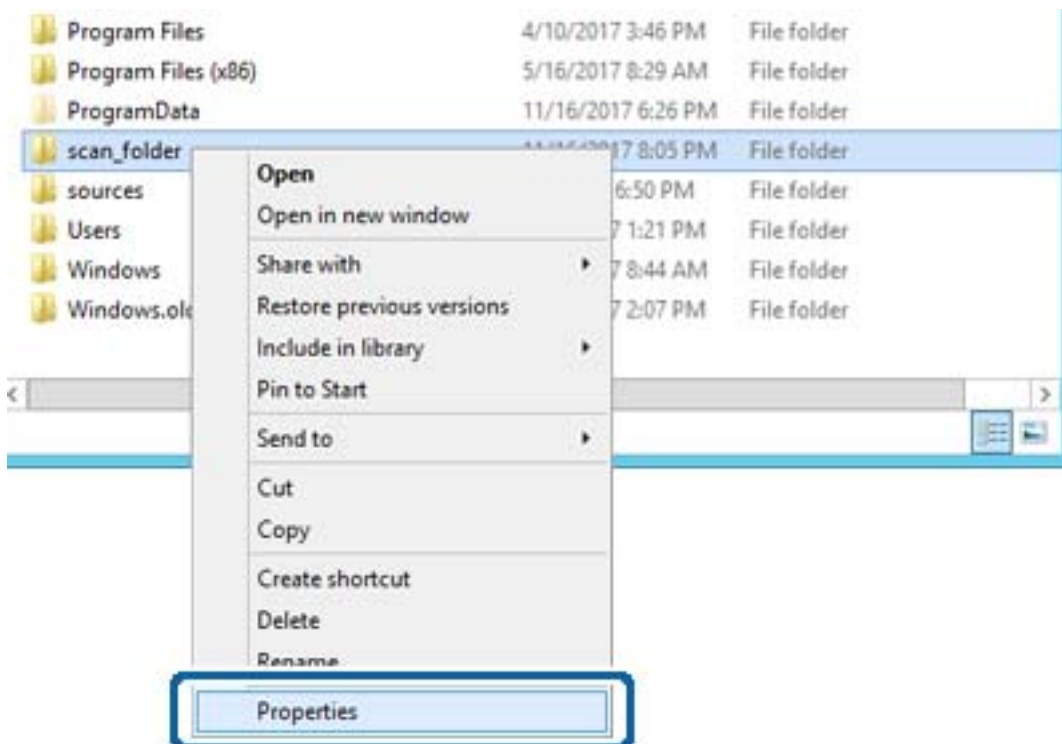 Program Files 4/10/2017 3:46 PM File folder
Program Files (x86) 5/16/2017 8:29 AM File folder
ProgramData 11/16/2017 6:26 PM File folder
scan_folder 17 8:05 PM File folder
sources 6:50 PM File folder
Users 7 1:21 PM File folder
Windows 7 8:44 AM File folder
Windows.old 7 2:07 PM File folder
Open
Open in new window
Share with
Restore previous versions
Include in library
Pin to Start
Send to
Cut
Copy
Create shortcut
Delete
Rename
Properties